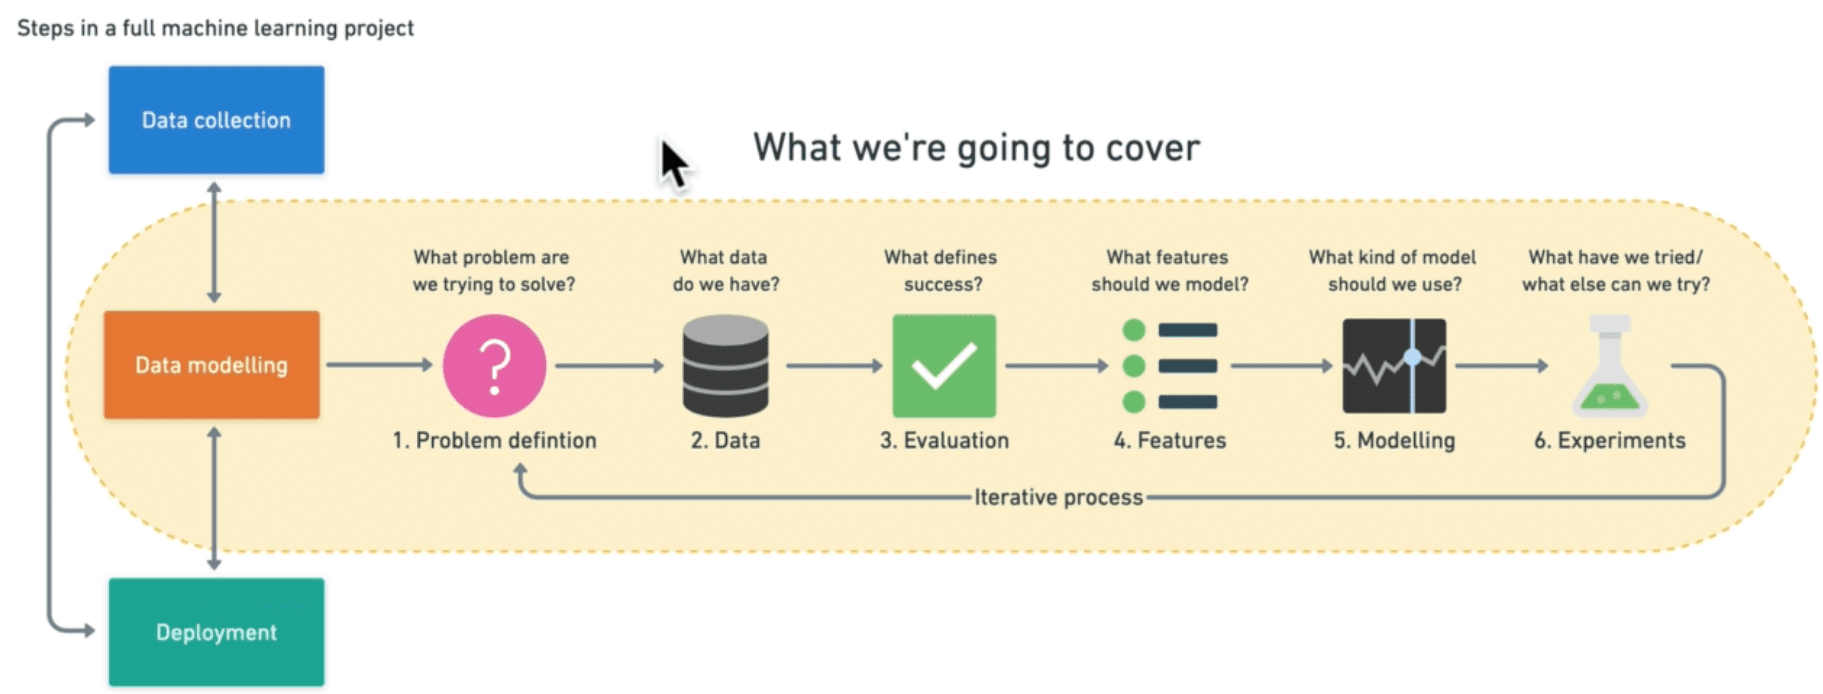 Steps in a full machine learning project
Data collection
What we're going to cover
What problem are
we trying to solve?
What data
do we have?
What defines
success?
What features
should we model?
What kind of model
should we use?
What have we tried/
what else can we try?
Data modelling
1. Problem defintion
2. Data
3. Evaluation
4. Features
5. Modelling
6. Experiments
Iterative process
Deployment